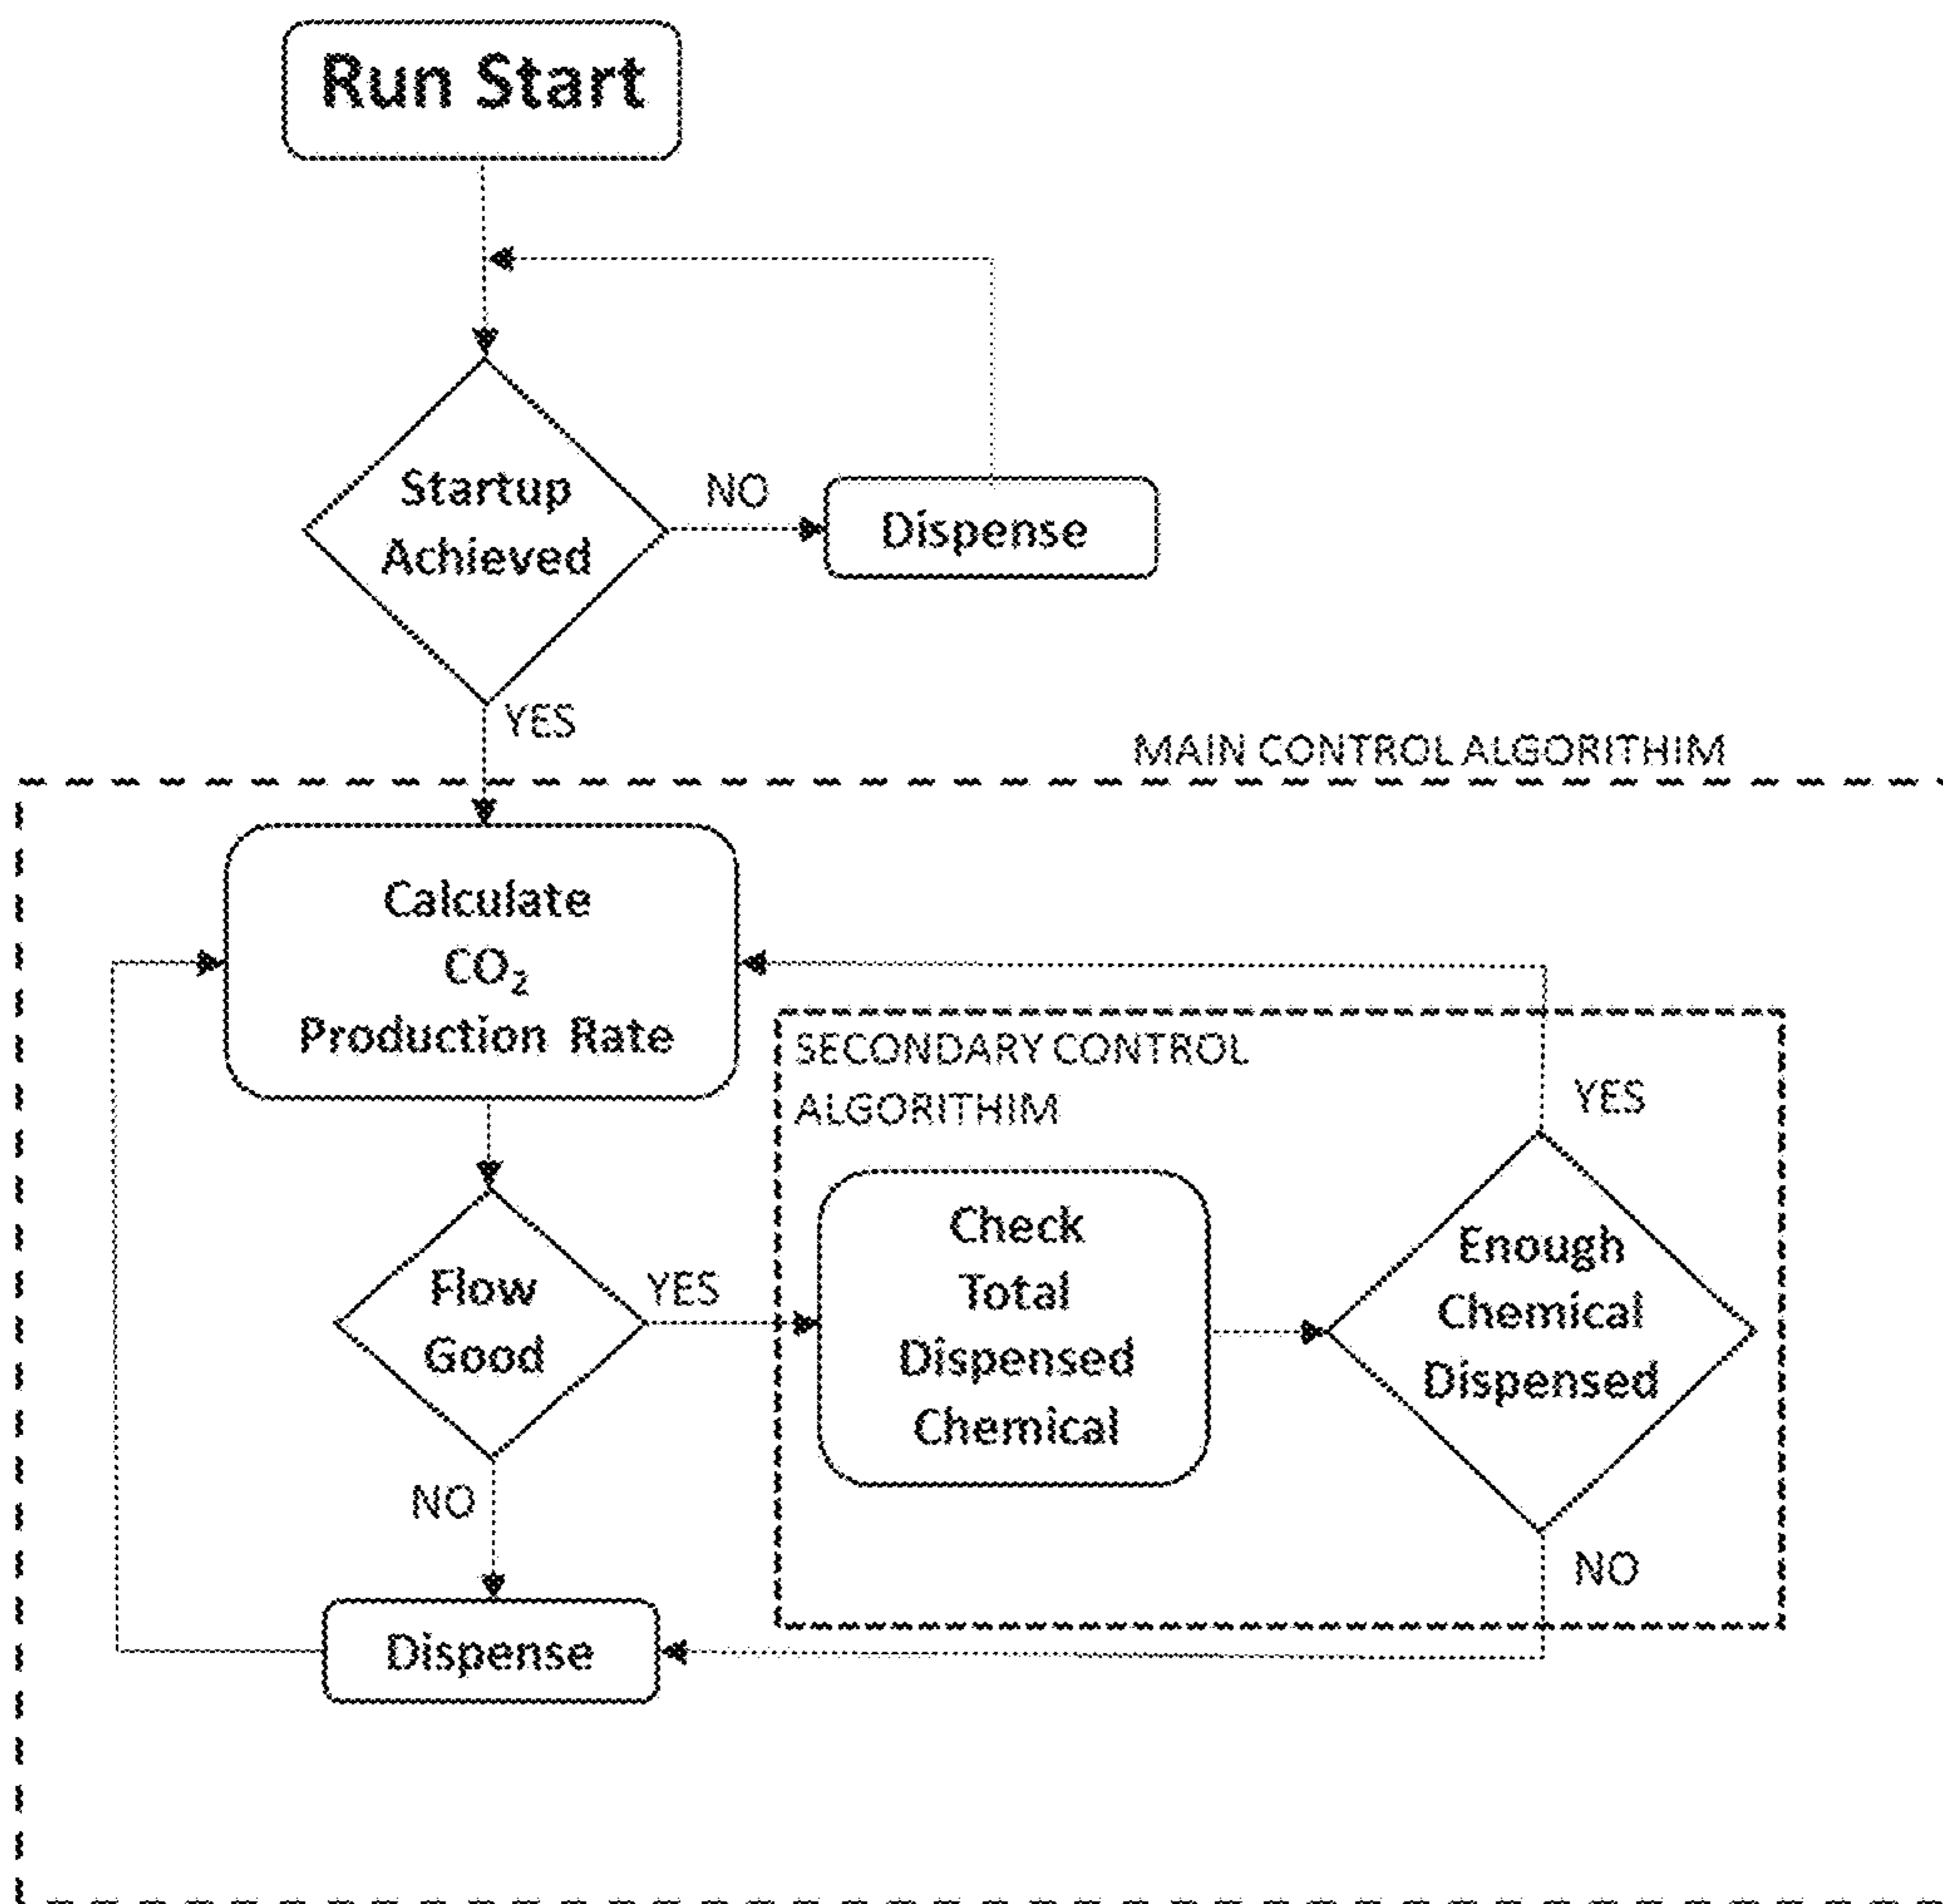 Run Start
Startup
Achieved
NO
Dispense
YES
MAIN CONTROL ALGORITHIM
Calculate
CO₂
Production Rate
SECONDARY CONTROL
ALGORITHIM
YES
Flow
Good
YES
Check
Total
Dispensed
Chemical
Enough
Chemical
Dispensed
NO
NO
Dispense